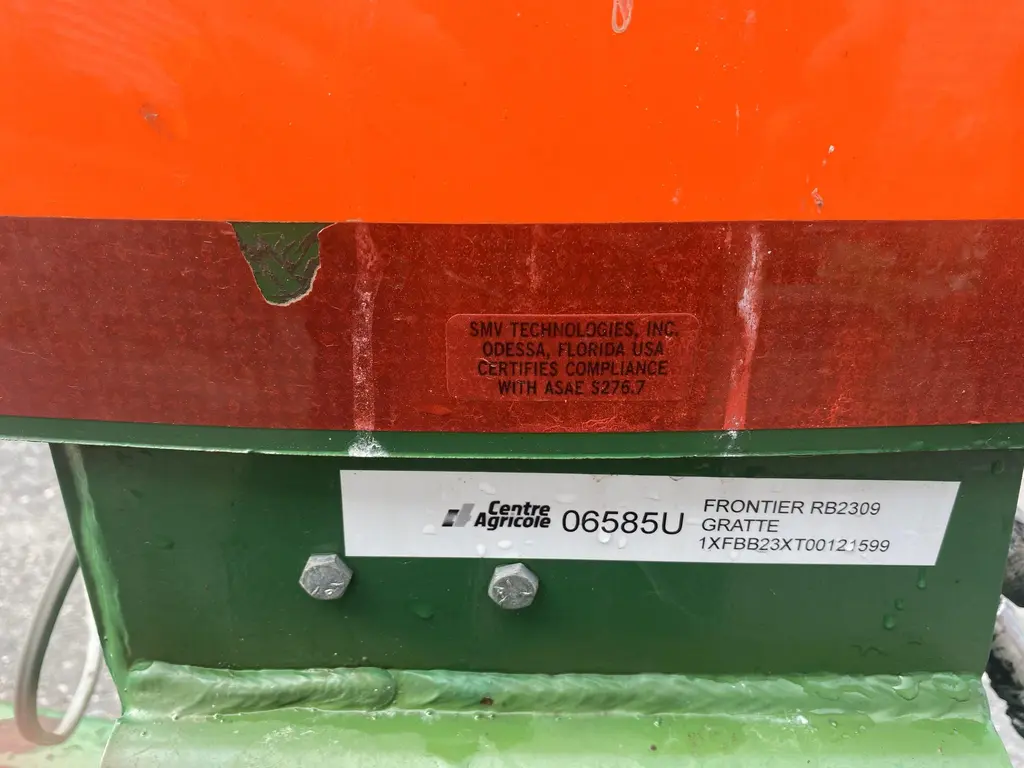 SMV TECHNOLOGIES, INC.
ODESSA, FLORIDA USA
CERTIFIES COMPLIANCE
WITH ASAE S276.7
Centre
Agricole
06585U
FRONTIER RB2309
GRATTE
1XFBB23XT00121599